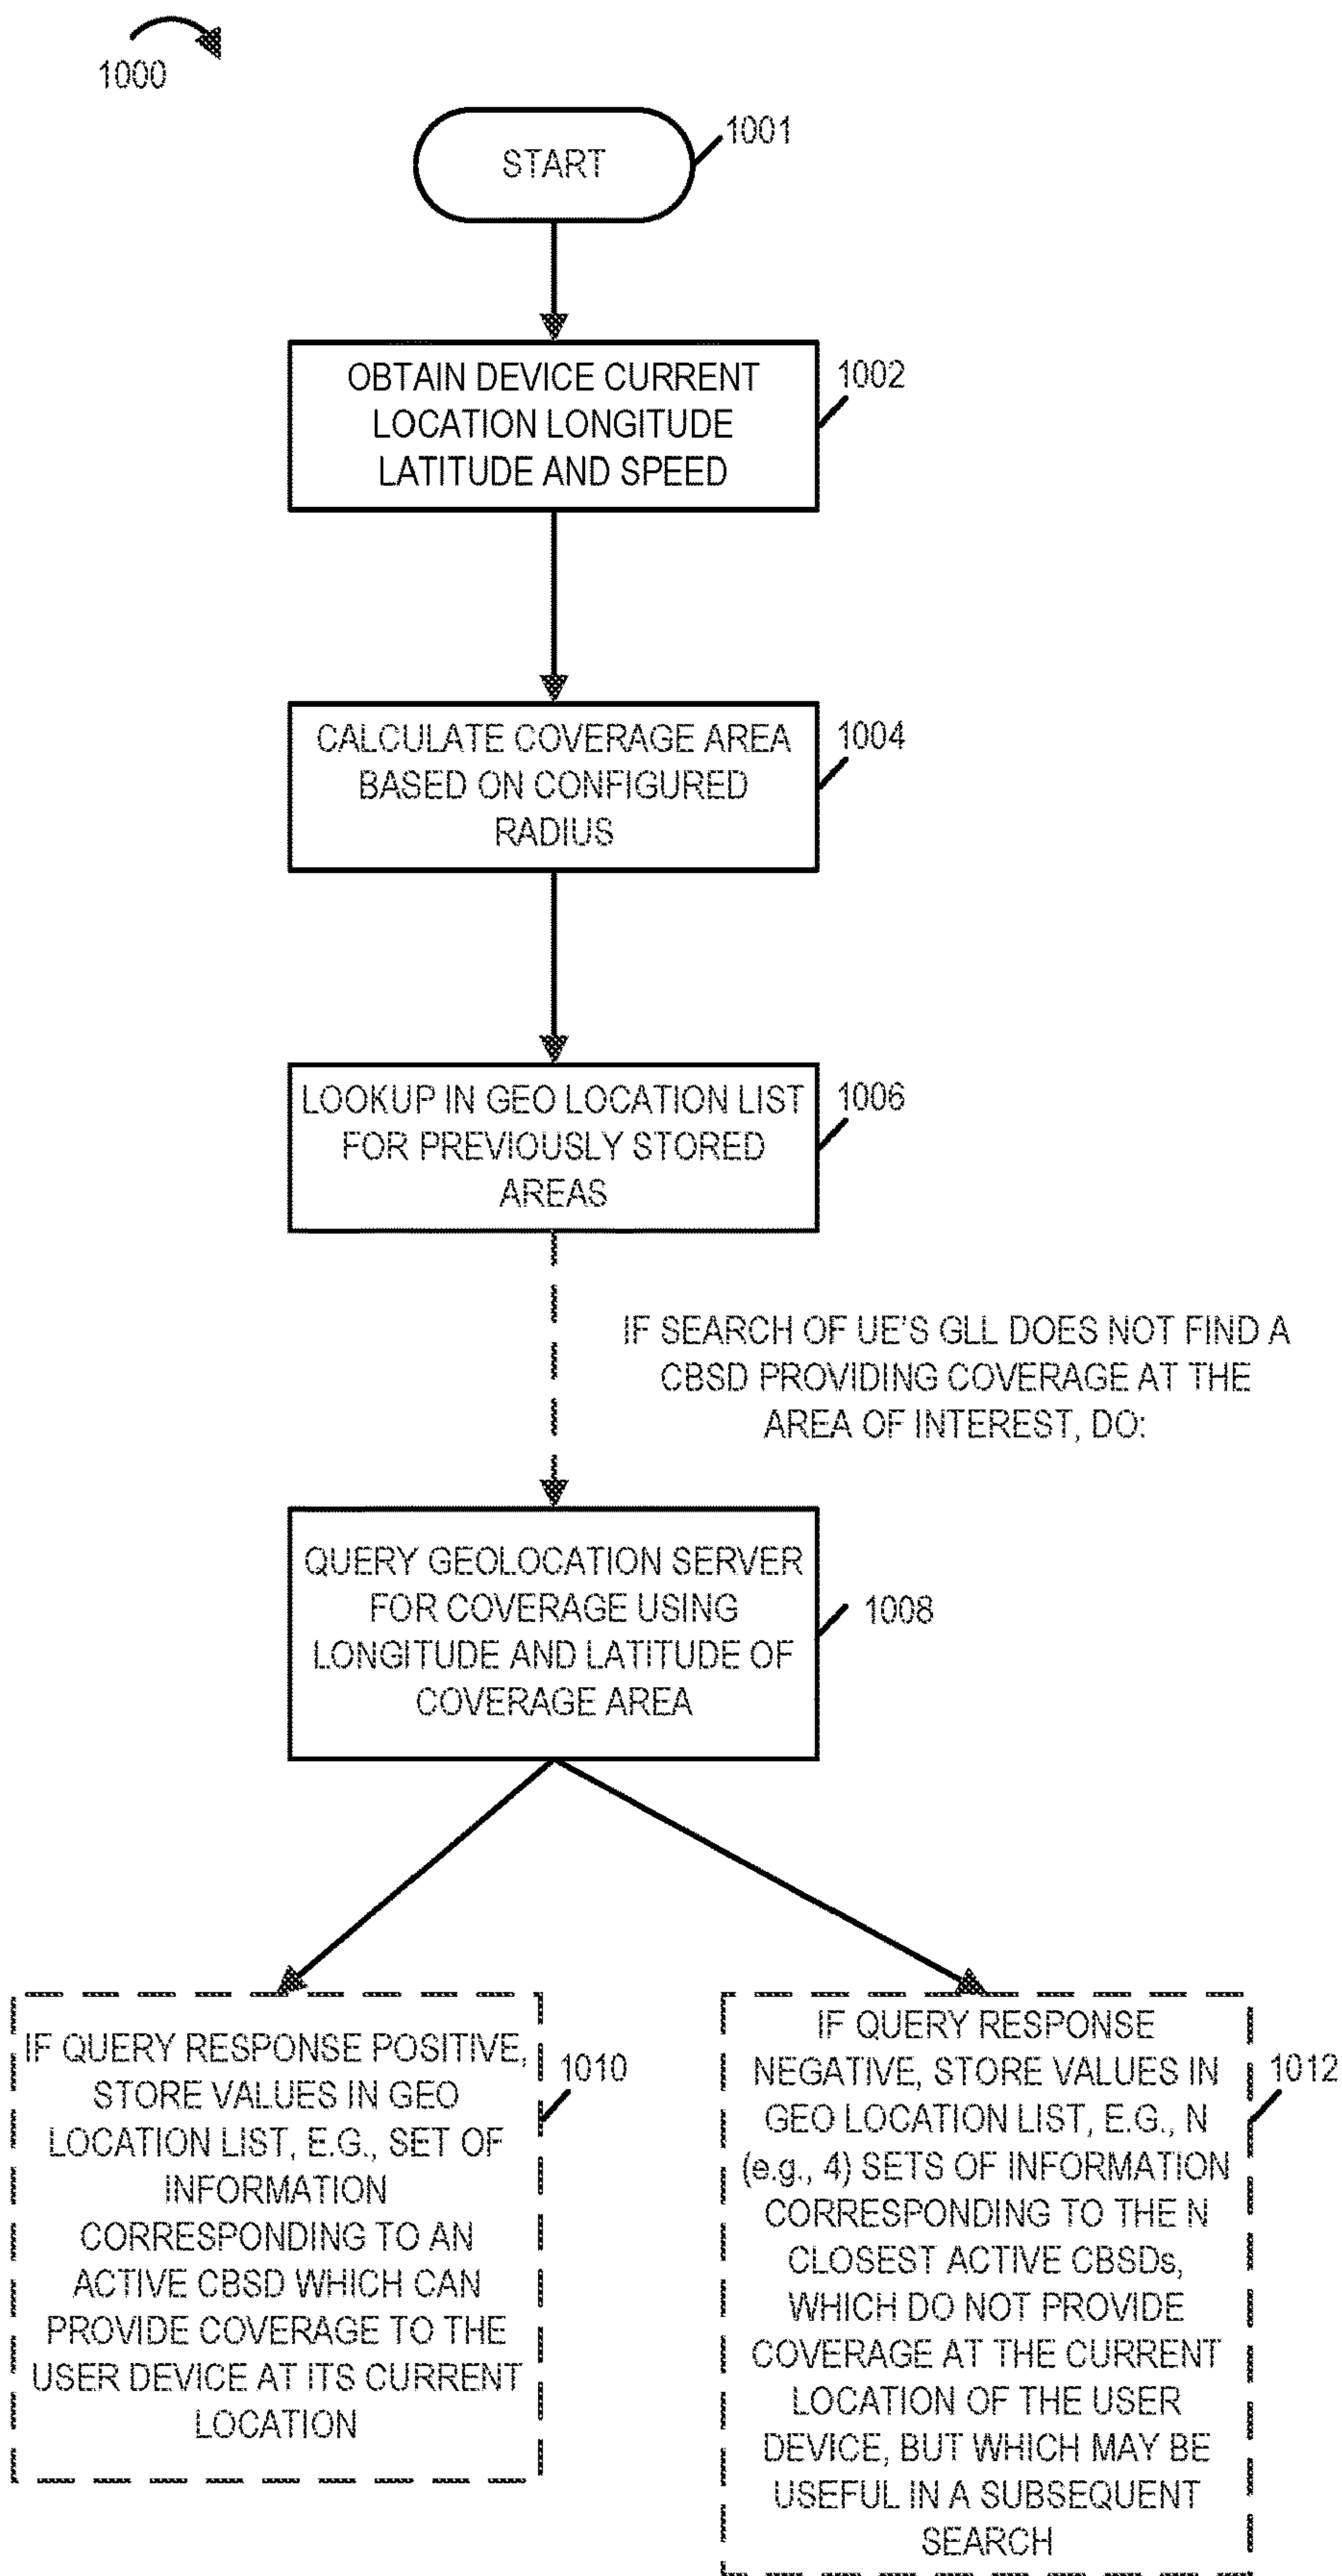 1000
START
1001
OBTAIN DEVICE CURRENT
LOCATION LONGITUDE
LATITUDE AND SPEED
1002
CALCULATE COVERAGE AREA
BASED ON CONFIGURED
RADIUS
1004
LOOKUP IN GEO LOCATION LIST
FOR PREVIOUSLY STORED
AREAS
1006
IF SEARCH OF UE'S GLL DOES NOT FIND A
CBSD PROVIDING COVERAGE AT THE
AREA OF INTEREST, DO:
QUERY GEOLOCATION SERVER
FOR COVERAGE USING
LONGITUDE AND LATITUDE OF
COVERAGE AREA
1008
IF QUERY RESPONSE POSITIVE,
STORE VALUES IN GEO
LOCATION LIST, E.G., SET OF
INFORMATION
CORRESPONDING TO AN
ACTIVE CBSD WHICH CAN
PROVIDE COVERAGE TO THE
USER DEVICE AT ITS CURRENT
LOCATION
1010
IF QUERY RESPONSE
NEGATIVE, STORE VALUES IN
GEO LOCATION LIST, E.G., N
(e.g., 4) SETS OF INFORMATION
CORRESPONDING TO THE N
CLOSEST ACTIVE CBSDs,
WHICH DO NOT PROVIDE
COVERAGE AT THE CURRENT
LOCATION OF THE USER
DEVICE, BUT WHICH MAY BE
USEFUL IN A SUBSEQUENT
SEARCH
1012